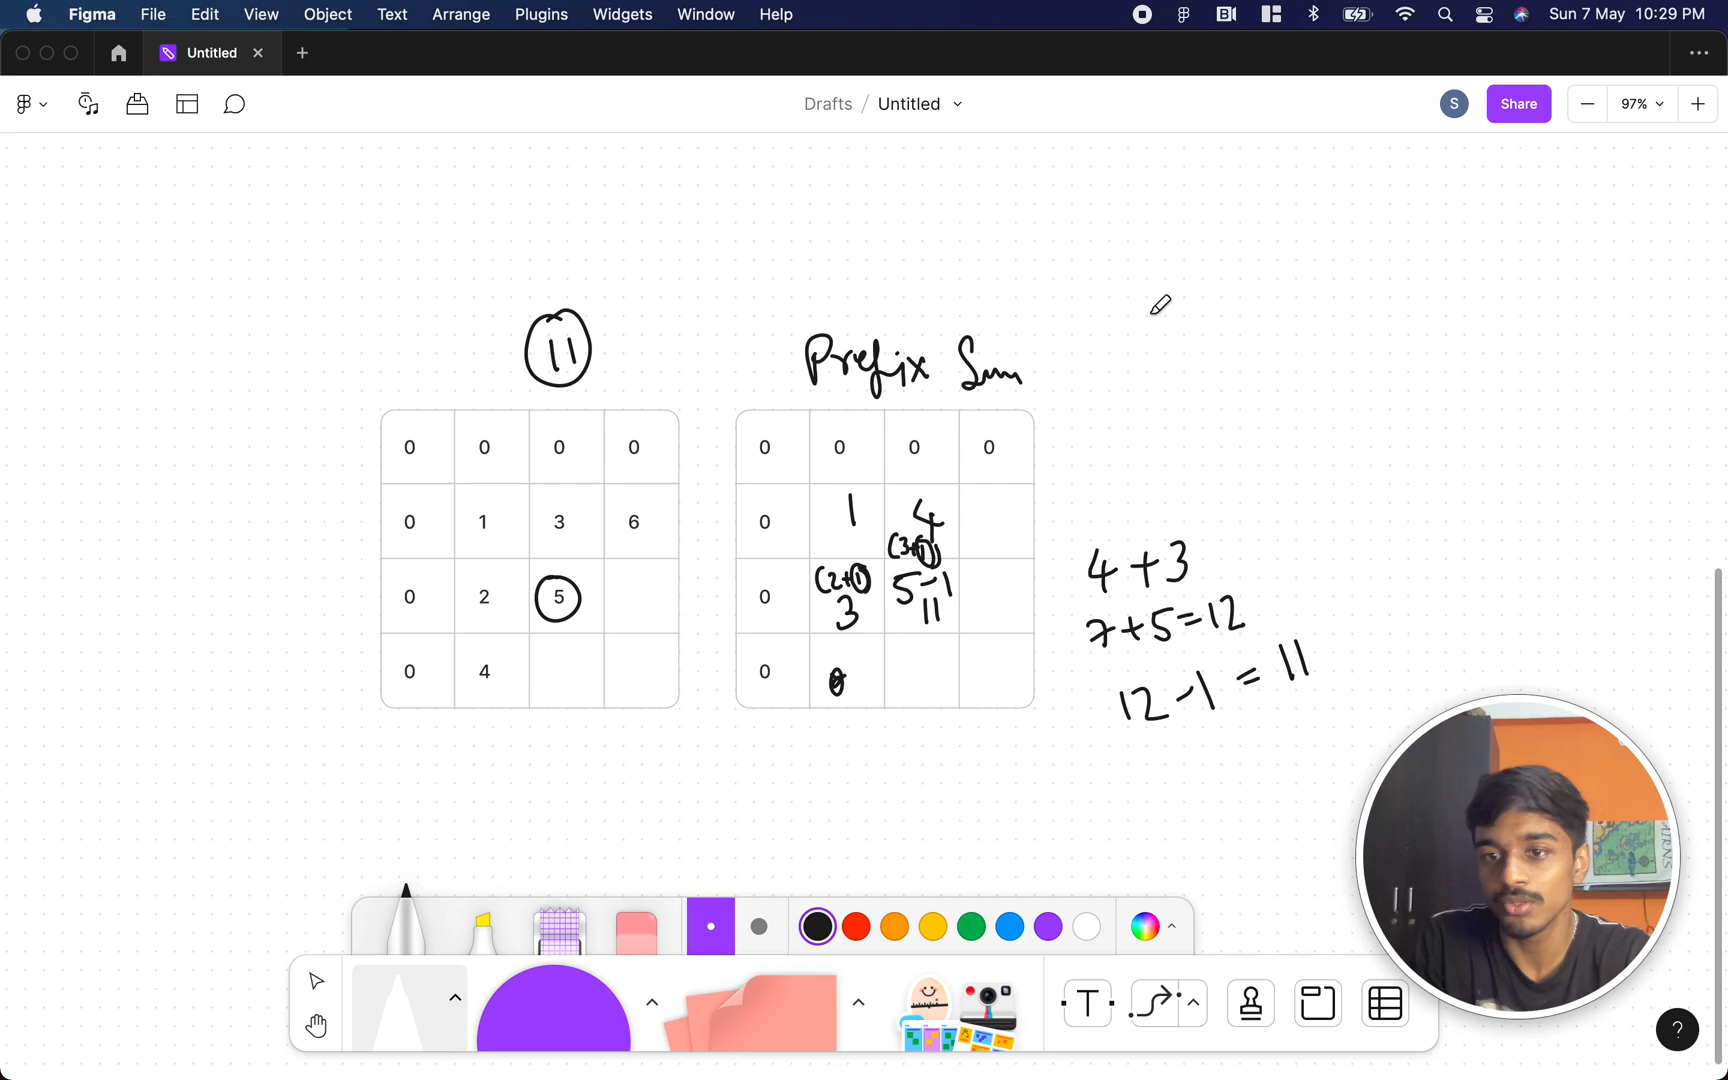 Figma File Edit View Object Text Arrange Plugins Widgets Window Help Sun 7 May 10:29 PM
Untitled
Drafts / Untitled S Share 97%
11 Prefix Sum
0 0 0 0 0 0 0 0
0 1 3 6 0 1 4
(3+1)
4+3
(2+1) 5-1
0 2 5 0 3 11
7+5=12
0 4 0
12-1 = 11
T
?